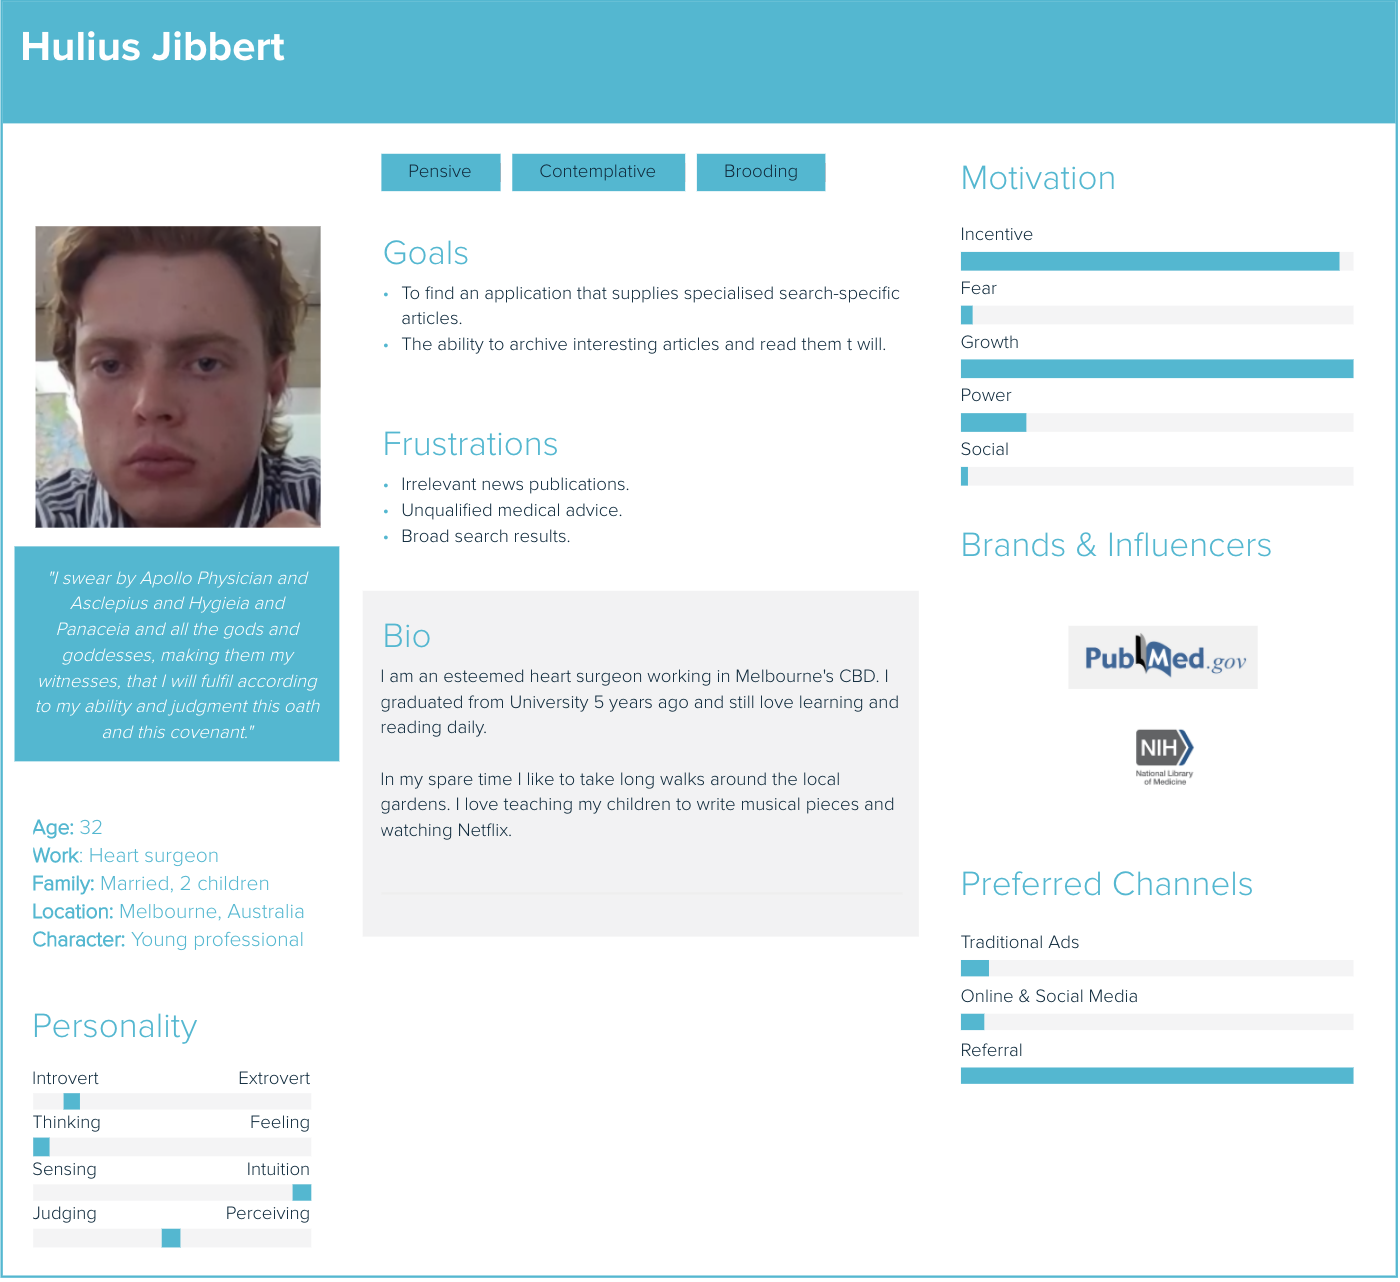 Hulius Jibbert
Pensive
Contemplative
Brooding
"I swear by Apollo Physician and
Asclepius and Hygieia and
Panaceia and all the gods and
goddesses, making them my
witnesses, that I will fulfil according
to my ability and judgment this oath
and this covenant."
Age: 32
Work: Heart surgeon
Family: Married, 2 children
Location: Melbourne, Australia
Character: Young professional
Personality
Introvert Extrovert
Thinking Feeling
Sensing Intuition
Judging Perceiving
Goals
• To find an application that supplies specialised search-specific
articles.
• The ability to archive interesting articles and read them t will.
Frustrations
• Irrelevant news publications.
• Unqualified medical advice.
• Broad search results.
Bio
I am an esteemed heart surgeon working in Melbourne's CBD. I
graduated from University 5 years ago and still love learning and
reading daily.
In my spare time I like to take long walks around the local
gardens. I love teaching my children to write musical pieces and
watching Netflix.
Motivation
Incentive
Fear
Growth
Power
Social
Brands & Influencers
PubMed.gov
NIH
National Library
of Medicine
Preferred Channels
Traditional Ads
Online & Social Media
Referral